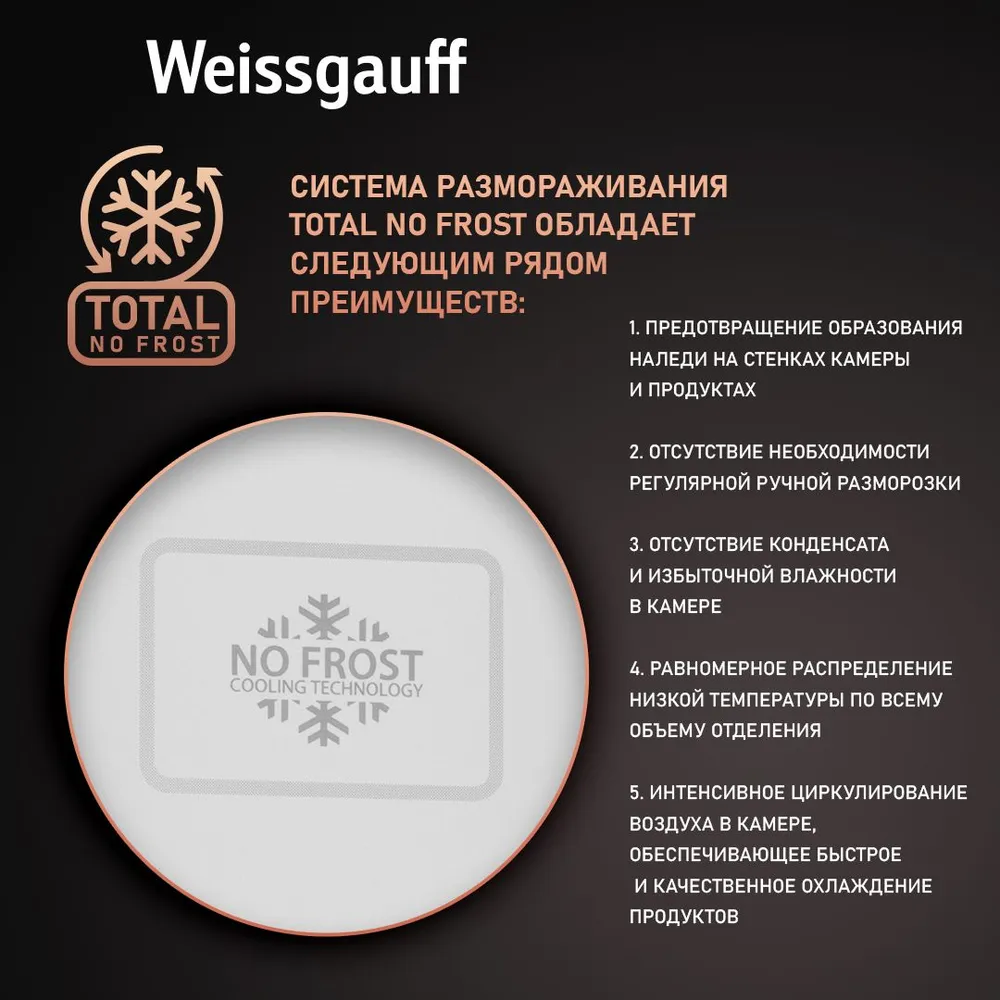 Weissgauff
TOTAL
NO FROST
СИСТЕМА РАЗМОРАЖИВАНИЯ
TOTAL NO FROST ОБЛАДАЕТ
СЛЕДУЮЩИМ РЯДОМ
ПРЕИМУЩЕСТВ:
1. ПРЕДОТВРАЩЕНИЕ ОБРАЗОВАНИЯ
НАЛЕДИ НА СТЕНКАХ КАМЕРЫ
И ПРОДУКТАХ
2. ОТСУТСТВИЕ НЕОБХОДИМОСТИ
РЕГУЛЯРНОЙ РУЧНОЙ РАЗМОРОЗКИ
3. ОТСУТСТВИЕ КОНДЕНСАТА
И ИЗБЫТОЧНОЙ ВЛАЖНОСТИ
В КАМЕРЕ
4. РАВНОМЕРНОЕ РАСПРЕДЕЛЕНИЕ
НИЗКОЙ ТЕМПЕРАТУРЫ ПО ВСЕМУ
ОБЪЕМУ ОТДЕЛЕНИЯ
5. ИНТЕНСИВНОЕ ЦИРКУЛИРОВАНИЕ
ВОЗДУХА В КАМЕРЕ,
ОБЕСПЕЧИВАЮЩЕЕ БЫСТРОЕ
И КАЧЕСТВЕННОЕ ОХЛАЖДЕНИЕ
ПРОДУКТОВ
NO FROST
COOLING TECHNOLOGY